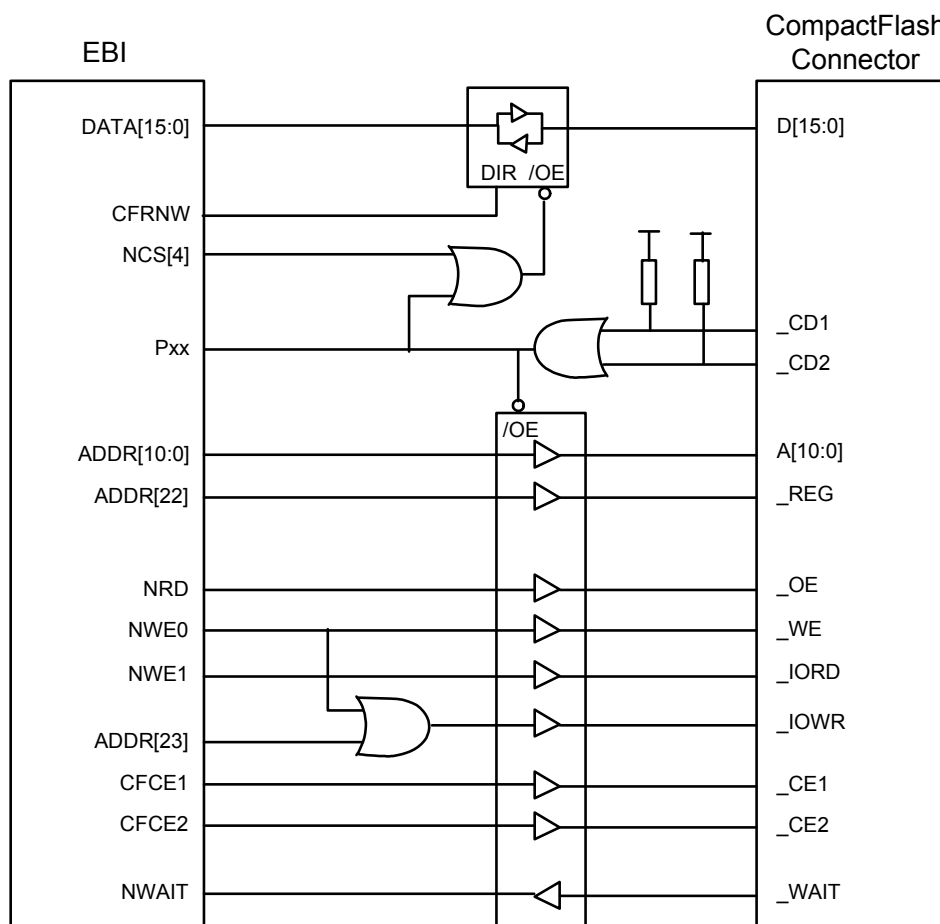 EBI
CompactFlash
Connector
DATA[15:0]
D[15:0]
DIR /OE
CFRNW
NCS[4]
_CD1
Pxx
_CD2
/OE
ADDR[10:0]
A[10:0]
ADDR[22]
_REG
NRD
_OE
NWE0
_WE
NWE1
_IORD
_IOWR
ADDR[23]
CFCE1
_CE1
CFCE2
_CE2
NWAIT
_WAIT